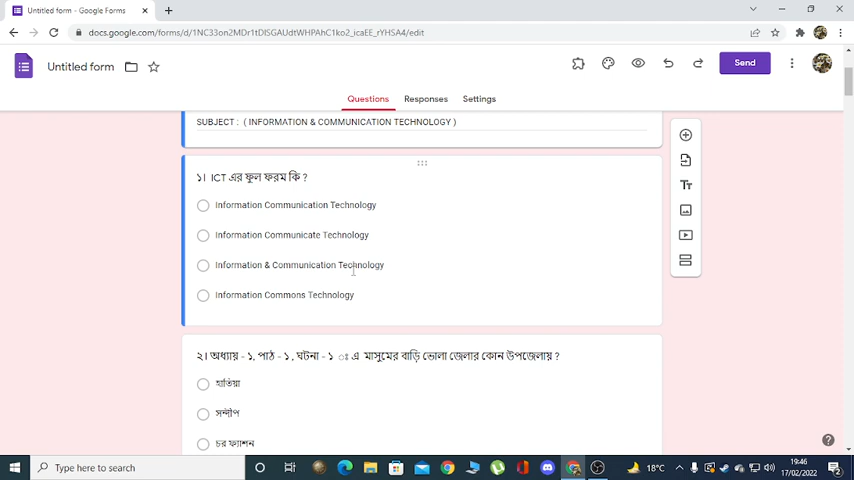 Untitled form - Google Forms
docs.google.com/forms/d/1NC33on2MDr1tDISGAUdtWHPAhC1ko2_icaEE_rYHSA4/edit
Untitled form
Send
Questions
Responses
Settings
SUBJECT : ( INFORMATION & COMMUNICATION TECHNOLOGY )
১। ICT এর ফুল ফরম কি ?
Information Communication Technology
Information Communicate Technology
Information & Communication Technology
Information Commons Technology
২। অধ্যায় - ১, পাঠ - ১ , ঘটনা - ১ ঃ এ মাসুমের বাড়ি ভোলা জেলার কোন উপজেলায় ?
হাতিয়া
সন্দীপ
চর ফ্যাশন
Type here to search
18°C
19:46
17/02/2022